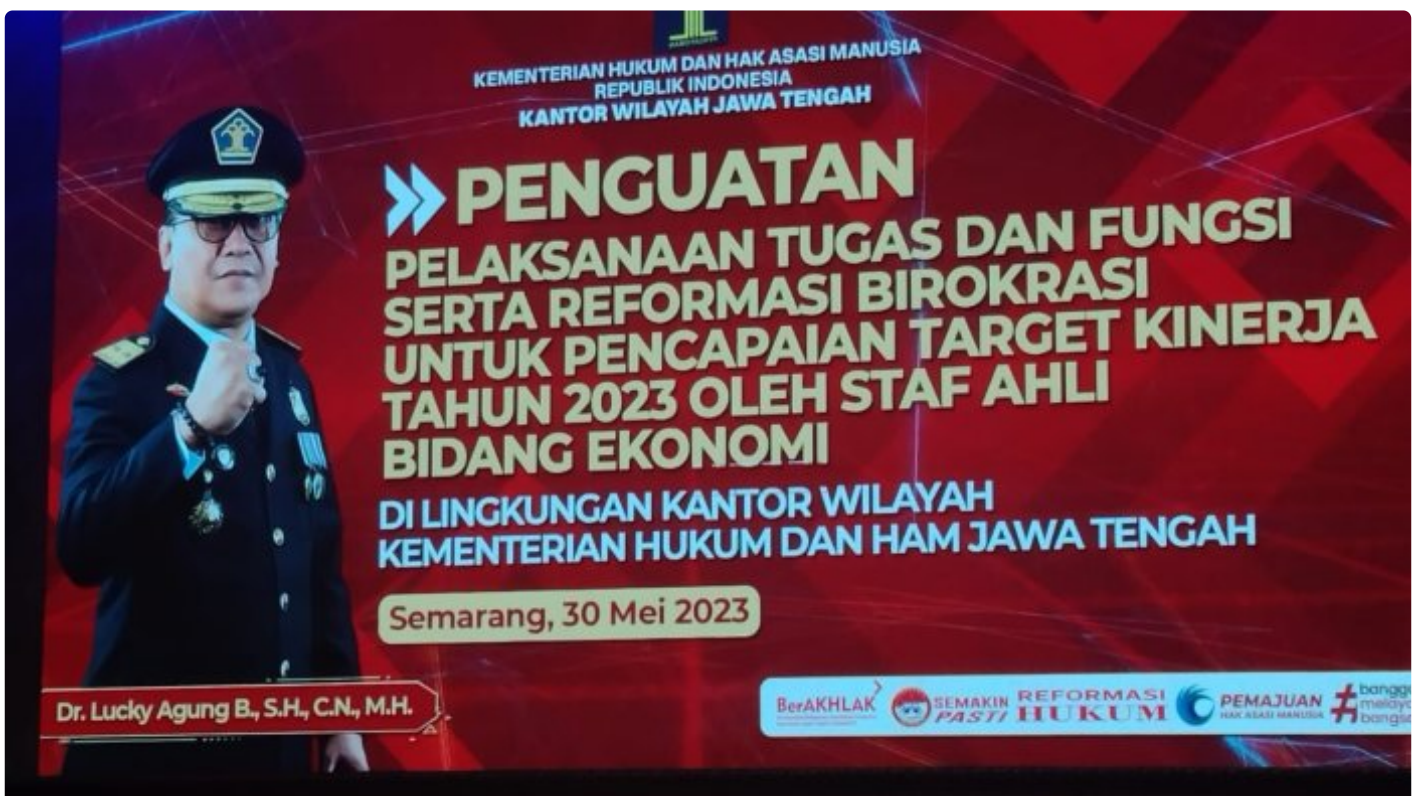 KEMENTERIAN HUKUM DAN HAK ASASI MANUSIA
REPUBLIK INDONESIA
KANTOR WILAYAH JAWA TENGAH
PENGUATAN
PELAKSANAAN TUGAS DAN FUNGSI
SERTA REFORMASI BIROKRASI
UNTUK PENCAPAIAN TARGET KINERJA
TAHUN 2023 OLEH STAF AHLI
BIDANG EKONOMI
DI LINGKUNGAN KANTOR WILAYAH
KEMENTERIAN HUKUM DAN HAM JAWA TENGAH
Semarang, 30 Mei 2023
Dr. Lucky Agung B., S.H., C.N., M.H.
BerAKHLAK
SEMAKIN
PASTI
REFORMASI
HUKUM
PEMAJUAN
HAK ASASI MANUSIA
#